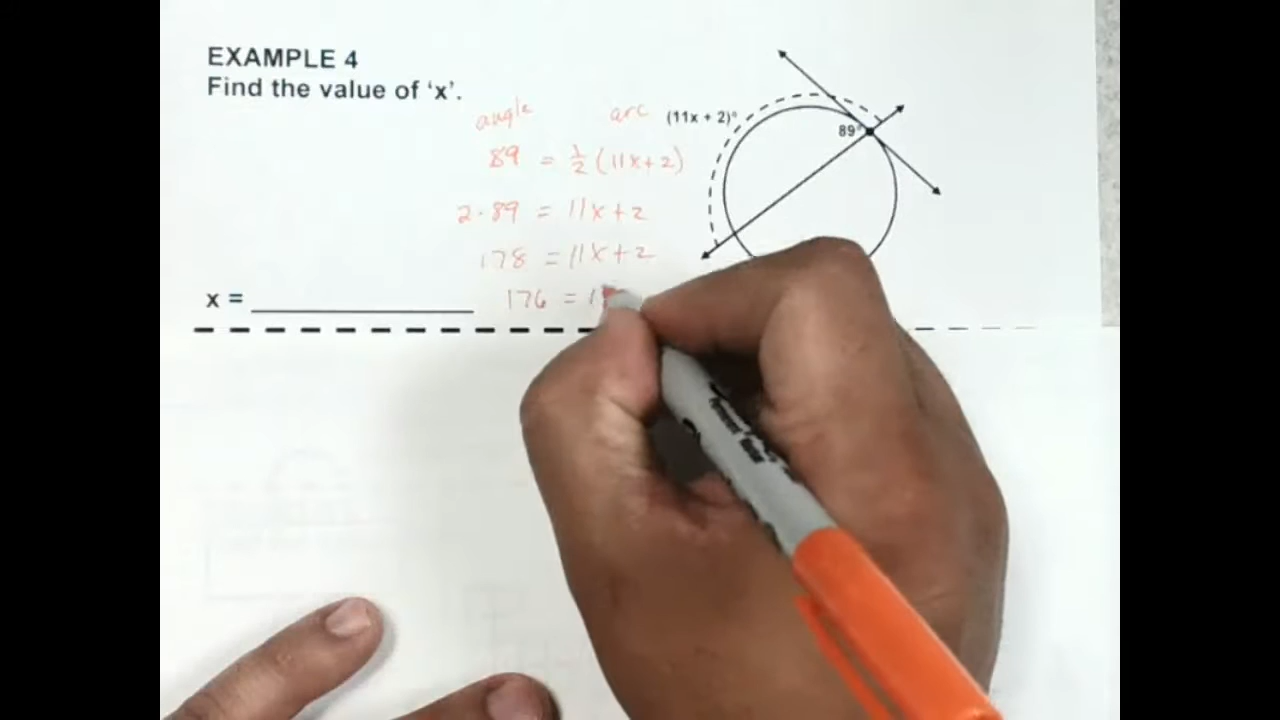 EXAMPLE 4
Find the value of ‘x’.
angle arc (11x + 2)°
89°
89 = 1/2 (11x+2)
2·89 = 11x+2
178 = 11x+2
176 =
x =